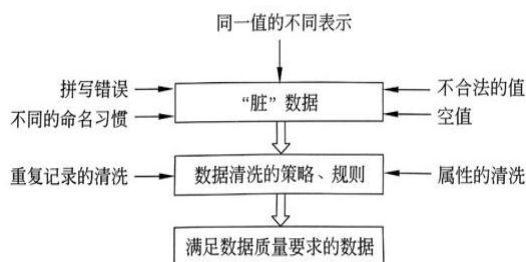 同一值的不同表示
拼写错误
不合法的值
“脏”数据
不同的命名习惯
空值
重复记录的清洗
数据清洗的策略、规则
属性的清洗
满足数据质量要求的数据